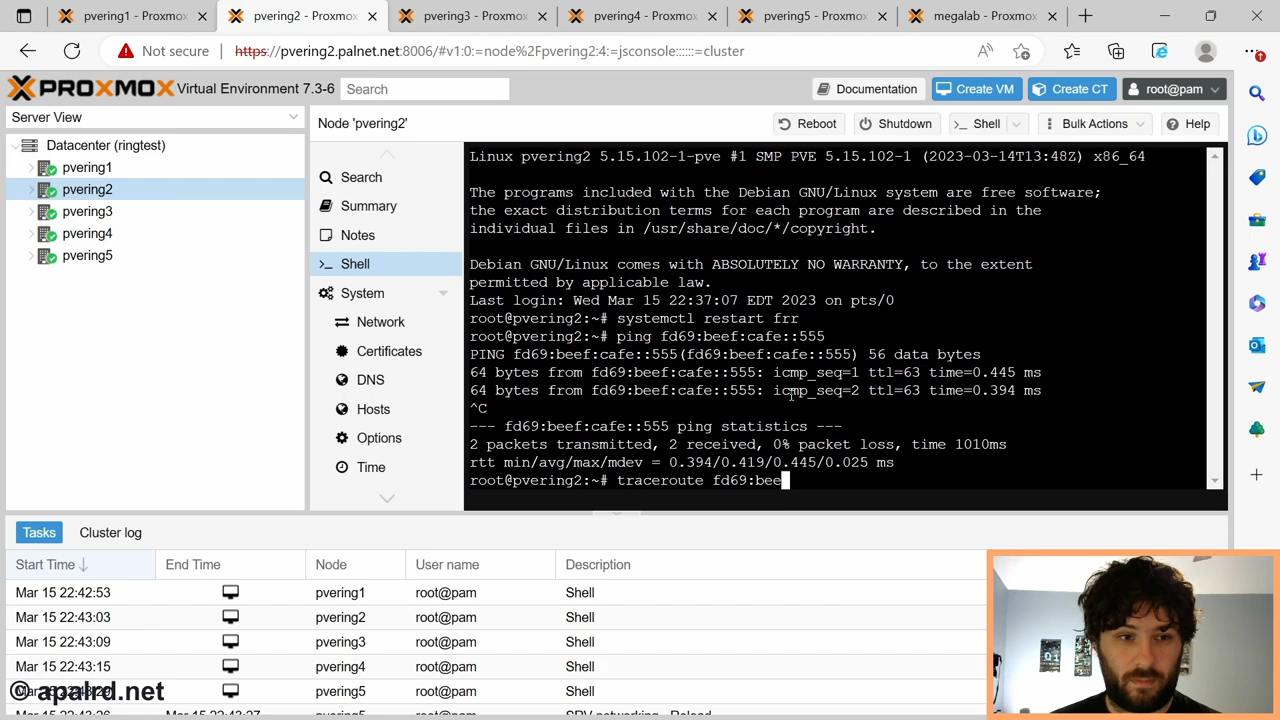 pvering1 - Proxmox
pvering2 - Proxmox
pvering3 - Proxmox
pvering4 - Proxmox
pvering5 - Proxmox
megalab - Proxmox
Not secure
https://pvering2.palnet.net:8006/#v1:0:=node%2Fpvering2:4:=jsconsole::::::=cluster
PROXMOX Virtual Environment 7.3-6
Search
Documentation
Create VM
Create CT
root@pam
Server View
Node 'pvering2'
Reboot
Shutdown
Shell
Bulk Actions
Help
Datacenter (ringtest)
pvering1
pvering2
pvering3
pvering4
pvering5
Search
Summary
Notes
Shell
System
Network
Certificates
DNS
Hosts
Options
Time
Linux pvering2 5.15.102-1-pve #1 SMP PVE 5.15.102-1 (2023-03-14T13:48Z) x86_64
The programs included with the Debian GNU/Linux system are free software;
the exact distribution terms for each program are described in the
individual files in /usr/share/doc/*/copyright.
Debian GNU/Linux comes with ABSOLUTELY NO WARRANTY, to the extent
permitted by applicable law.
Last login: Wed Mar 15 22:37:07 EDT 2023 on pts/0
root@pvering2:~# systemctl restart frr
root@pvering2:~# ping fd69:beef:cafe::555
PING fd69:beef:cafe::555(fd69:beef:cafe::555) 56 data bytes
64 bytes from fd69:beef:cafe::555: icmp_seq=1 ttl=63 time=0.445 ms
64 bytes from fd69:beef:cafe::555: icmp_seq=2 ttl=63 time=0.394 ms
^C
--- fd69:beef:cafe::555 ping statistics ---
2 packets transmitted, 2 received, 0% packet loss, time 1010ms
rtt min/avg/max/mdev = 0.394/0.419/0.445/0.025 ms
root@pvering2:~# traceroute fd69:bee
Tasks
Cluster log
Start Time
End Time
Node
User name
Description
Mar 15 22:42:53 pvering1 root@pam Shell
Mar 15 22:43:03 pvering2 root@pam Shell
Mar 15 22:43:09 pvering3 root@pam Shell
Mar 15 22:43:15 pvering4 root@pam Shell
pvering5 root@pam Shell
© apalrd.net